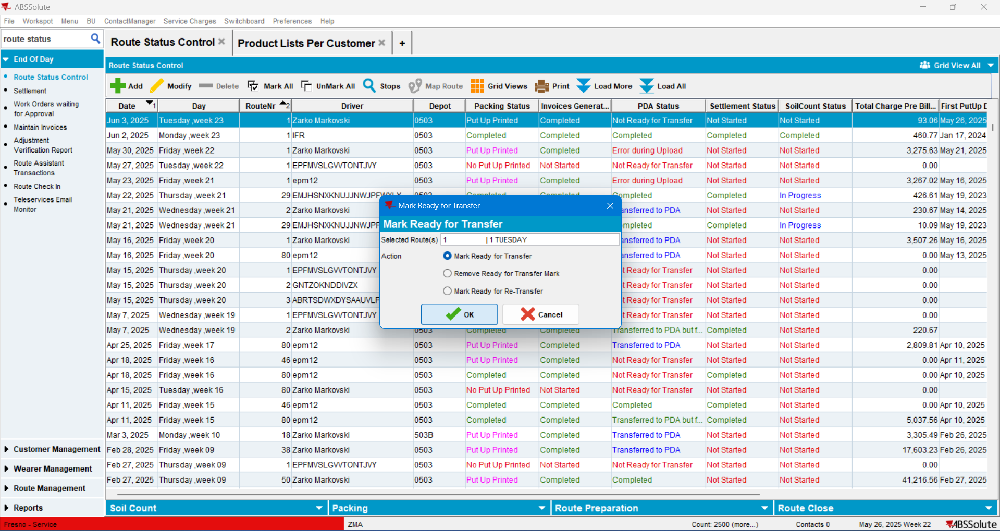 ABSSolute
File Workspot Menu BU ContactManager Service Charges Switchboard Preferences Help
route status
Route Status Control Product Lists Per Customer +
End Of Day
Route Status Control
Settlement
Work Orders waiting
for Approval
Maintain Invoices
Adjustment
Verification Report
Route Assistant
Transactions
Route Check In
Teleservices Email
Monitor
Customer Management
Wearer Management
Route Management
Reports
Route Status Control Grid View All
Add Modify Delete Mark All UnMark All Stops Map Route Grid Views Print Load More Load All
Date 1 Day RouteNr 2 Driver Depot Packing Status Invoices Generat... PDA Status Settlement Status SoilCount Status Total Charge Pre Bill... First PutUp D
Jun 3, 2025 Tuesday ,week 23 1 Zarko Markovski 0503 Put Up Printed Completed Not Ready for Transfer Not Started Not Started 93.06 May 26, 2025
Jun 2, 2025 Monday ,week 23 1 IFR 0503 Completed Completed Completed Completed Completed 460.77 Jan 17, 2024
May 30, 2025 Friday ,week 22 1 Zarko Markovski 0503 Put Up Printed Completed Error during Upload Not Started Not Started 3,275.63 May 21, 2025
May 27, 2025 Tuesday ,week 22 1 EPFMVSLGVVTONTJVY 0503 No Put Up Printed Not Started Not Ready for Transfer Not Started Not Started 0.00
May 23, 2025 Friday ,week 21 1 epm12 0503 Put Up Printed Completed Error during Upload Not Started Not Started 3,267.02 May 16, 2025
May 22, 2025 Thursday ,week 21 29 EMJHSNXKNUJJNWJPFWXLY 0503 Completed Completed Completed Completed In Progress 426.61 May 19, 2023
May 21, 2025 Wednesday ,week 21 2 Zarko Markovski ansferred to PDA Not Started Not Started 230.67 May 14, 2025
May 21, 2025 Wednesday ,week 21 29 EMJHSNXKNUJJNWJPF mpleted Completed In Progress 10.09 May 19, 2023
May 16, 2025 Friday ,week 20 1 Zarko Markovski ansferred to PDA Not Started Not Started 3,507.26 May 16, 2025
May 16, 2025 Friday ,week 20 80 epm12 ansferred to PDA Not Started Not Started 0.00 May 13, 2025
May 15, 2025 Thursday ,week 20 1 EPFMVSLGVVTONTJVY t Ready for Transfer Not Started Not Started 0.00
May 15, 2025 Thursday ,week 20 2 GNTZOKNDDIVZX t Ready for Transfer Not Started Not Started 0.00
May 15, 2025 Thursday ,week 20 3 ABRTSDWXDYSAAUVLP t Ready for Transfer Not Started Not Started 0.00
May 7, 2025 Wednesday ,week 19 1 EPFMVSLGVVTONTJVY t Ready for Transfer Not Started Not Started 0.00
May 7, 2025 Wednesday ,week 19 2 Zarko Markovski 0503 Completed Completed Transferred to PDA but f... Completed Not Started 220.67
Apr 25, 2025 Friday ,week 17 80 epm12 0503 Put Up Printed Completed Transferred to PDA Not Started Not Started 2,809.81 Apr 10, 2025
Apr 18, 2025 Friday ,week 16 46 epm12 0503 Put Up Printed Completed Not Ready for Transfer Not Started Not Started 0.00 Apr 11, 2025
Apr 18, 2025 Friday ,week 16 80 epm12 0503 Completed Completed Not Ready for Transfer Completed Not Started 0.00 Apr 10, 2025
Apr 15, 2025 Tuesday ,week 16 80 Zarko Markovski 0503 No Put Up Printed Not Started Not Ready for Transfer Not Started Not Started 0.00
Apr 11, 2025 Friday ,week 15 46 epm12 0503 Completed Completed Completed Completed Not Started 0.00 Apr 10, 2025
Apr 11, 2025 Friday ,week 15 80 epm12 0503 Completed Completed Transferred to PDA but f... Completed Not Started 5,037.56 Apr 10, 2025
Mar 3, 2025 Monday ,week 10 18 Zarko Markovski 503B Put Up Printed Completed Transferred to PDA Not Started Not Started 3,305.49 Feb 26, 2025
Feb 28, 2025 Friday ,week 09 38 Zarko Markovski 0503 Put Up Printed Completed Transferred to PDA Not Started Not Started 17,603.23 Feb 26, 2025
Feb 27, 2025 Thursday ,week 09 1 EPFMVSLGVVTONTJVY 0503 No Put Up Printed Not Started Not Ready for Transfer Not Started Not Started 0.00
Feb 27, 2025 Thursday ,week 09 50 Zarko Markovski 0503 Put Up Printed Completed Completed Not Started Not Started 41,216.56 Feb 27, 2025
Mark Ready for Transfer
Mark Ready for Transfer
Selected Route(s) 1 | 1 TUESDAY
Action Mark Ready for Transfer
Remove Ready for Transfer Mark
Mark Ready for Re-Transfer
OK Cancel
Soil Count Packing Route Preparation Route Close
Fresno - Service ZMA Count: 2500 (more...) Contacts 0 May 26, 2025 Week 22 ABSSolute